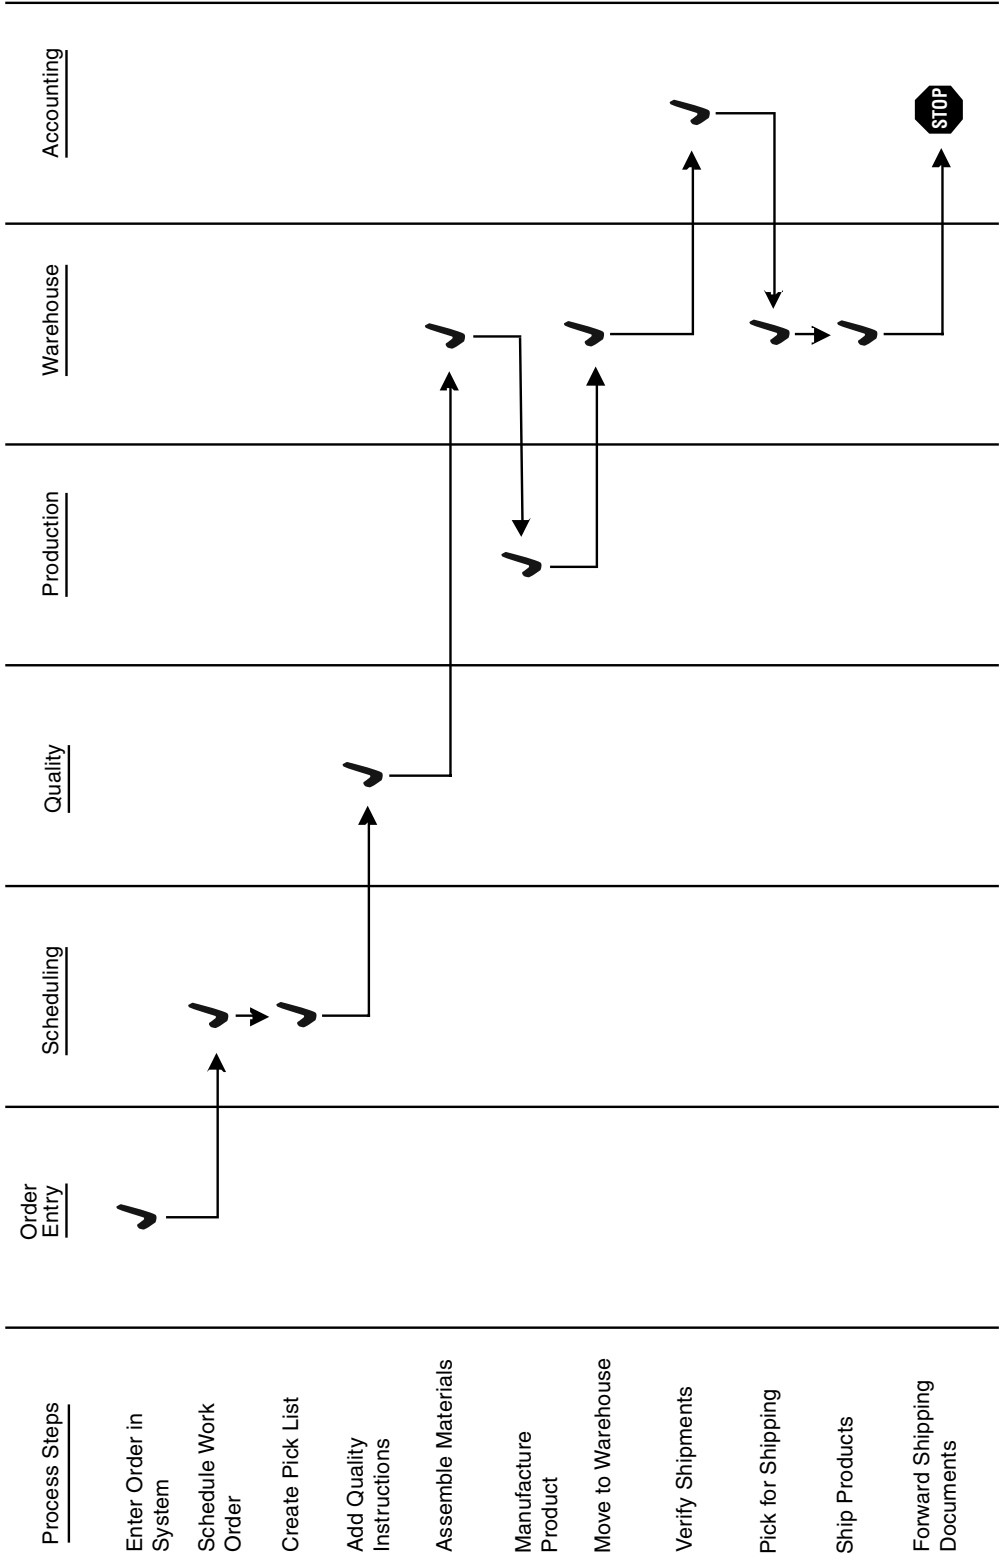 Process Steps
Order
Entry
Scheduling
Quality
Production
Warehouse
Accounting
Enter Order in
System
Schedule Work
Order
Create Pick List
Add Quality
Instructions
Assemble Materials
Manufacture
Product
Move to Warehouse
Verify Shipments
Pick for Shipping
Ship Products
Forward Shipping
Documents
STOP